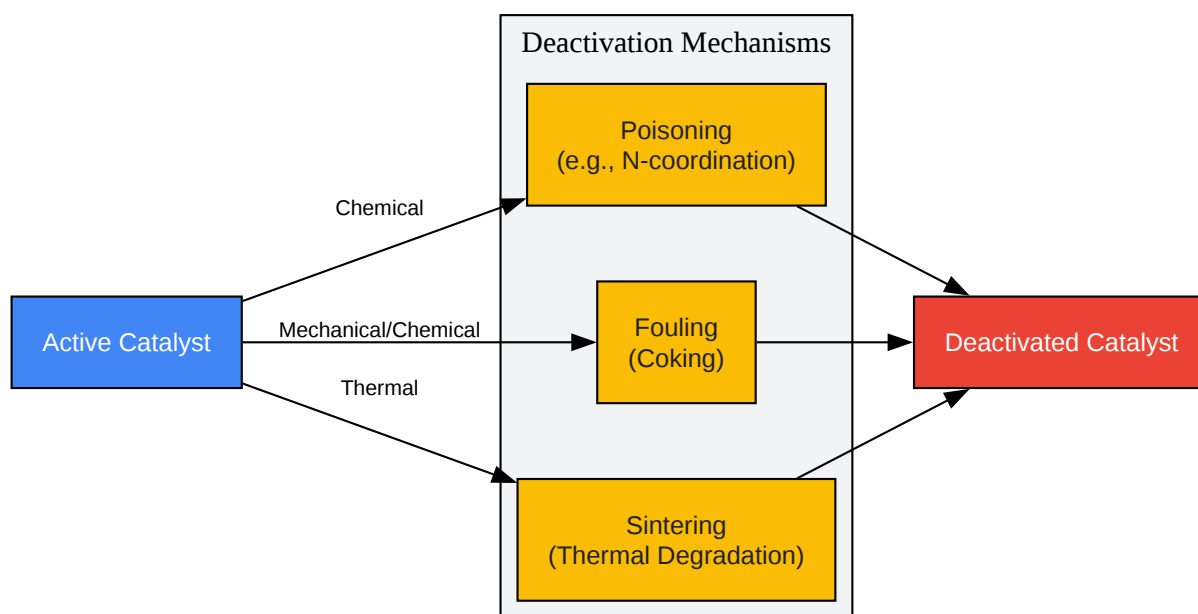 Deactivation Mechanisms
Poisoning
(e.g., N-coordination)
Chemical
Active Catalyst
Mechanical/Chemical
Fouling
(Coking)
Deactivated Catalyst
Thermal
Sintering
(Thermal Degradation)